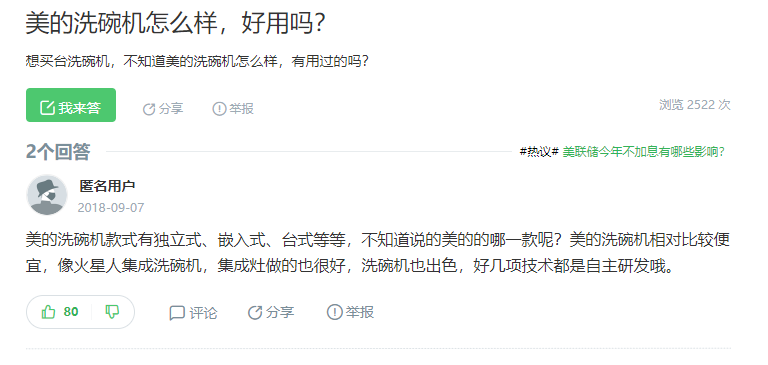 美的洗碗机怎么样，好用吗？
想买台洗碗机，不知道美的洗碗机怎么样，有用过的吗？
我来答 分享 举报 浏览 2522 次
2个回答 #热议# 美联储今年不加息有哪些影响？
匿名用户
2018-09-07
美的洗碗机款式有独立式、嵌入式、台式等等，不知道说的美的的哪一款呢？美的洗碗机相对比较便
宜，像火星人集成洗碗机，集成灶做的也很好，洗碗机也出色，好几项技术都是自主研发哦。
80 评论 分享 举报